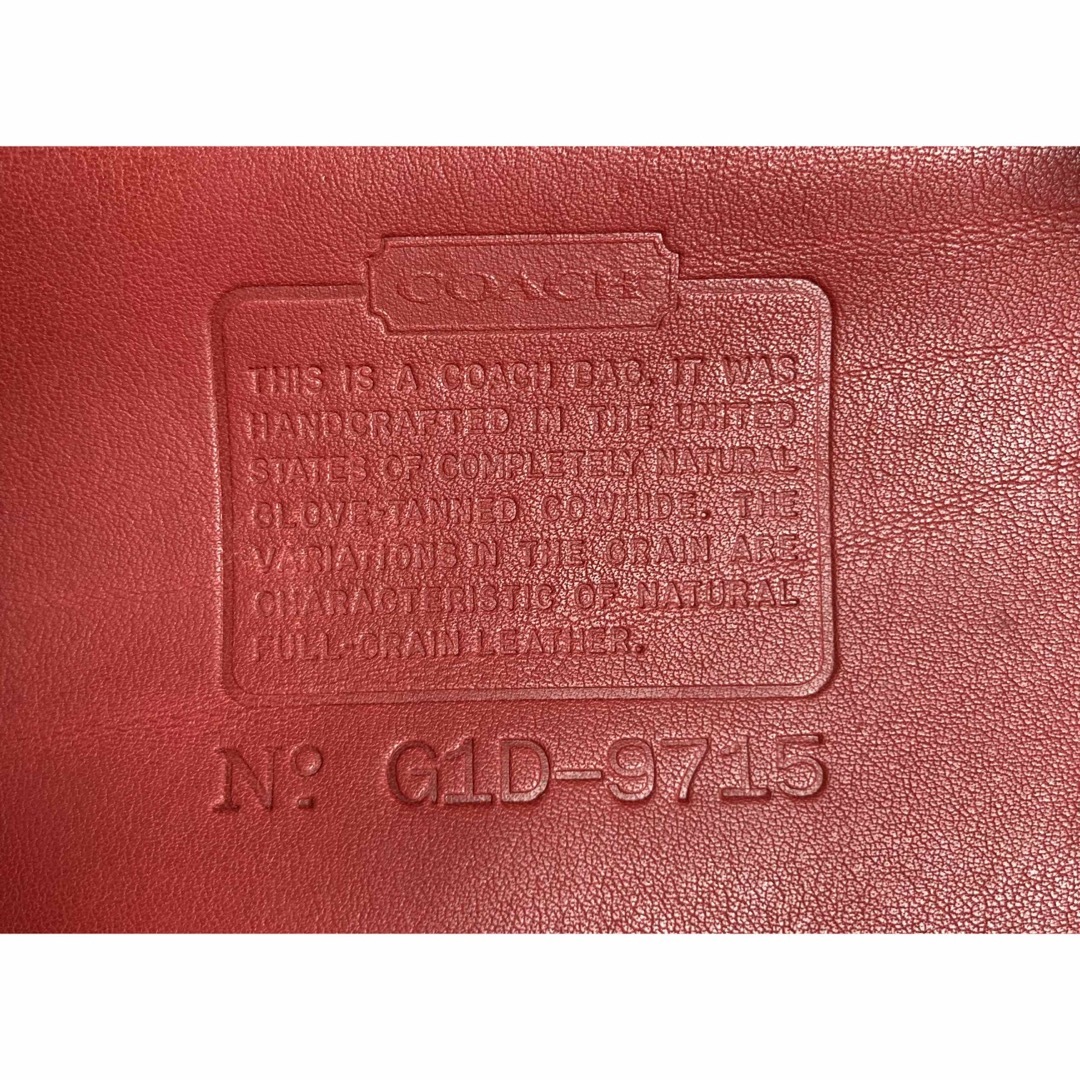 COACH
THIS IS A COACH BAG. IT WAS
HANDCRAFTED IN THE UNITED
STATES OF COMPLETELY NATURAL
GLOVE-TANNED COWHIDE. THE
VARIATIONS IN THE GRAIN ARE
CHARACTERISTIC OF NATURAL
FULL-GRAIN LEATHER.
Nº. G1D-9715